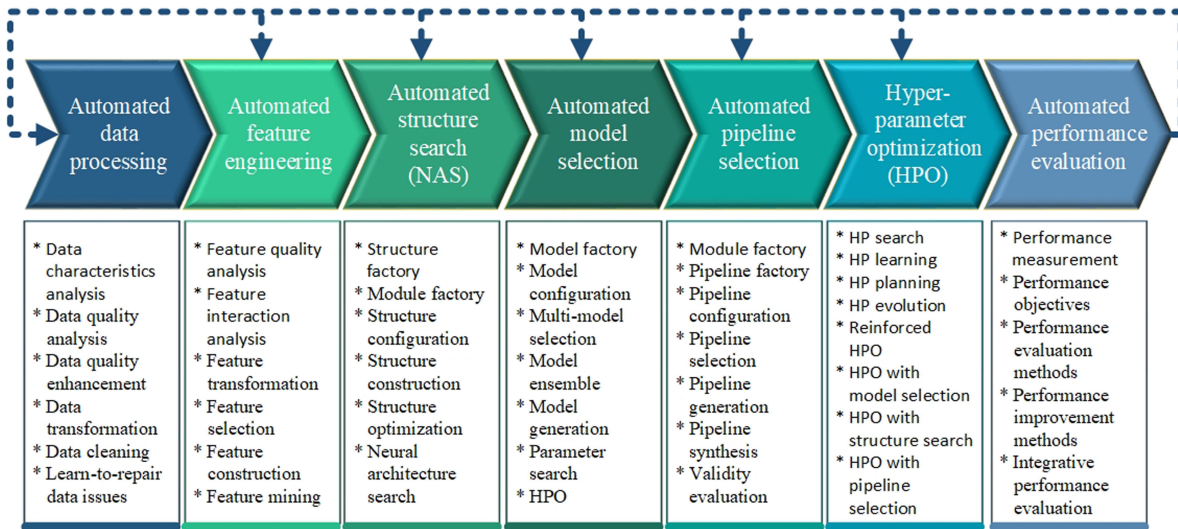 Automated
data
processing
Automated
feature
engineering
Automated
structure
search
(NAS)
Automated
model
selection
Automated
pipeline
selection
Hyper-
parameter
optimization
(HPO)
Automated
performance
evaluation
* Data
characteristics
analysis
* Data quality
analysis
* Data quality
enhancement
* Data
transformation
* Data cleaning
* Learn-to-repair
data issues
* Feature quality
analysis
* Feature
interaction
analysis
* Feature
transformation
* Feature
selection
* Feature
construction
* Feature mining
* Structure
factory
* Module factory
* Structure
configuration
* Structure
construction
* Structure
optimization
* Neural
architecture
search
* Model factory
* Model
configuration
* Multi-model
selection
* Model
ensemble
* Model
generation
* Parameter
search
* HPO
* Module factory
* Pipeline factory
* Pipeline
configuration
* Pipeline
selection
* Pipeline
generation
* Pipeline
synthesis
* Validity
evaluation
* HP search
* HP learning
* HP planning
* HP evolution
* Reinforced
HPO
* HPO with
model selection
* HPO with
structure search
* HPO with
pipeline
selection
* Performance
measurement
* Performance
objectives
* Performance
evaluation
methods
* Performance
improvement
methods
* Integrative
performance
evaluation